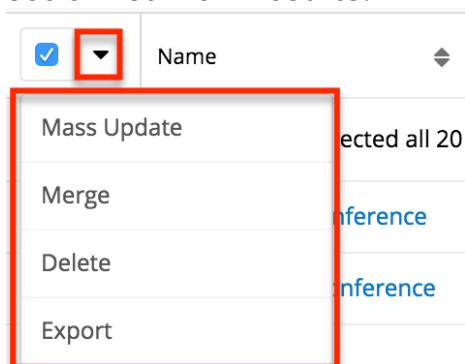 Name
Mass Update
ected all 20
Merge
nference
Delete
nference
Export